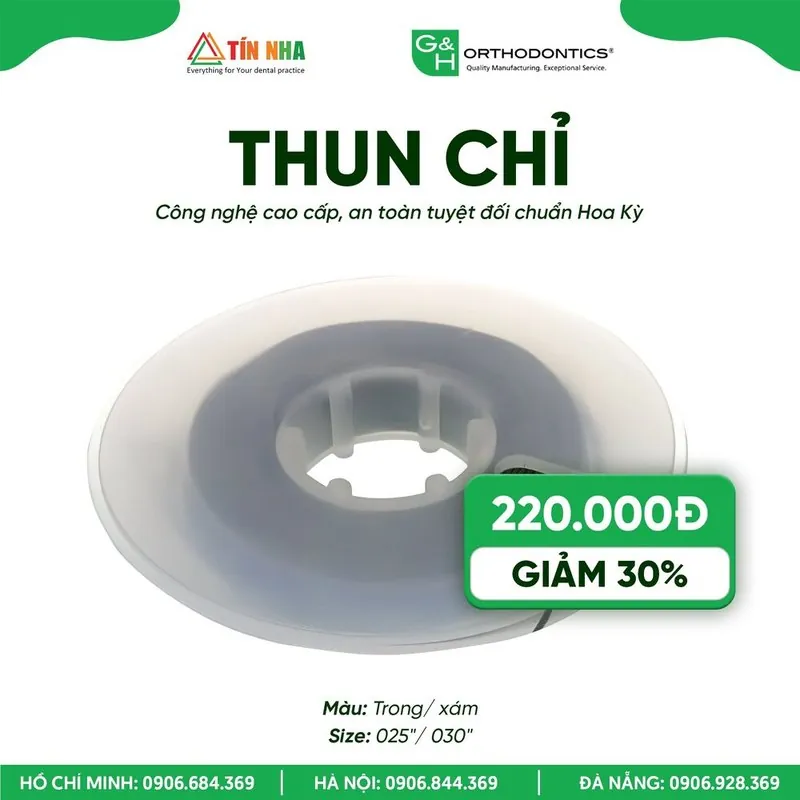 TÍN NHA
Everything for Your dental practice
G&H ORTHODONTICS®
Quality Manufacturing. Exceptional Service.
THUN CHỈ
Công nghệ cao cấp, an toàn tuyệt đối chuẩn Hoa Kỳ
220.000Đ
GIẢM 30%
Màu: Trong/ xám
Size: 025"/ 030"
HỒ CHÍ MINH: 0906.684.369 | HÀ NỘI: 0906.844.369 | ĐÀ NẴNG: 0906.928.369